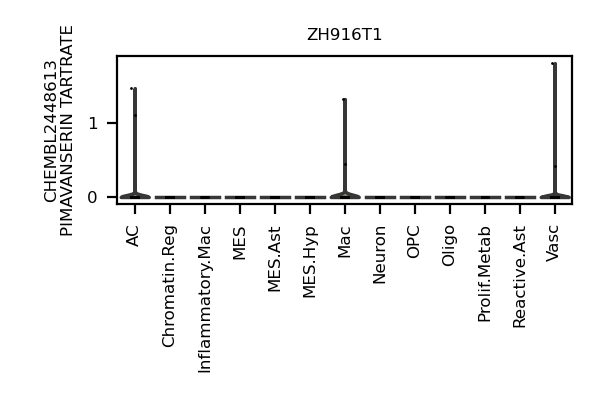 ZH916T1
CHEMBL2448613
PIMAVANSERIN TARTRATE
1
0
AC
Chromatin.Reg
Inflammatory.Mac
MES
MES.Ast
MES.Hyp
Mac
Neuron
OPC
Oligo
Prolif.Metab
Reactive.Ast
Vasc